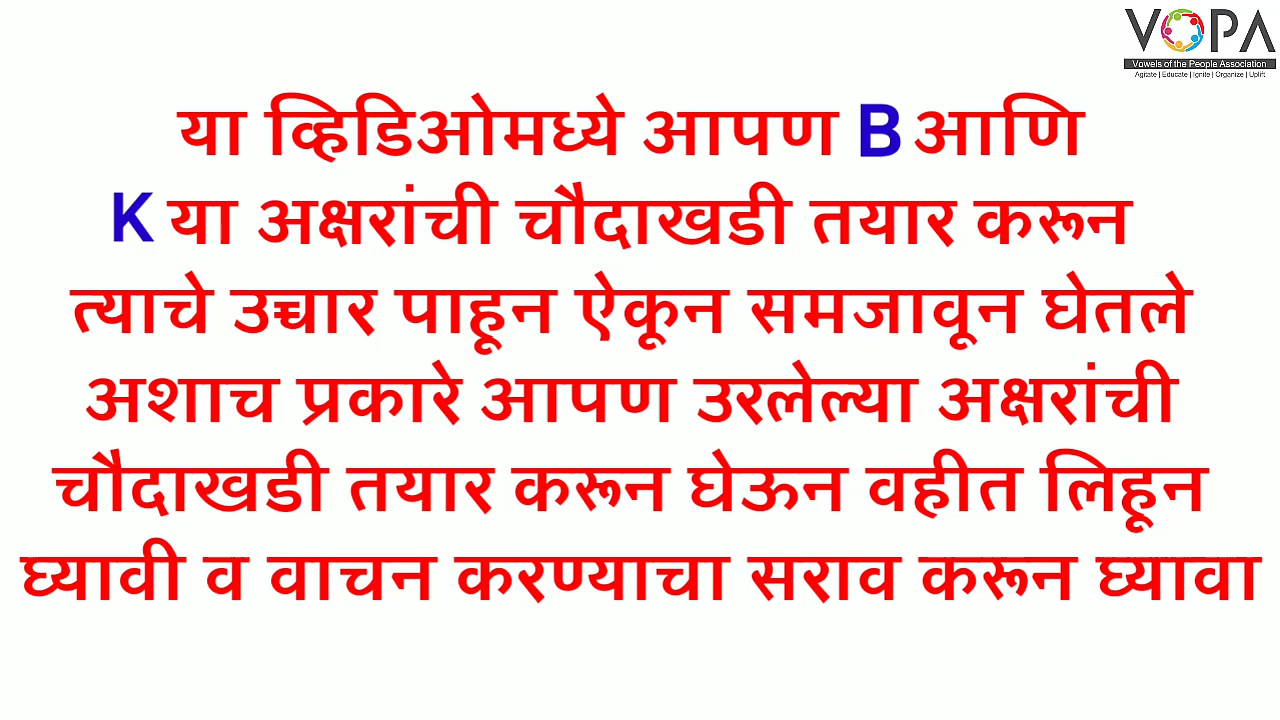 VOPA
Vowels of the People Association
Agitate | Educate | Ignite | Organize | Uplift
या व्हिडिओमध्ये आपण B आणि
K या अक्षरांची चौदाखडी तयार करून
त्याचे उच्चार पाहून ऐकून समजावून घेतले
अशाच प्रकारे आपण उरलेल्या अक्षरांची
चौदाखडी तयार करून घेऊन वहीत लिहून
घ्यावी व वाचन करण्याचा सराव करून घ्यावा